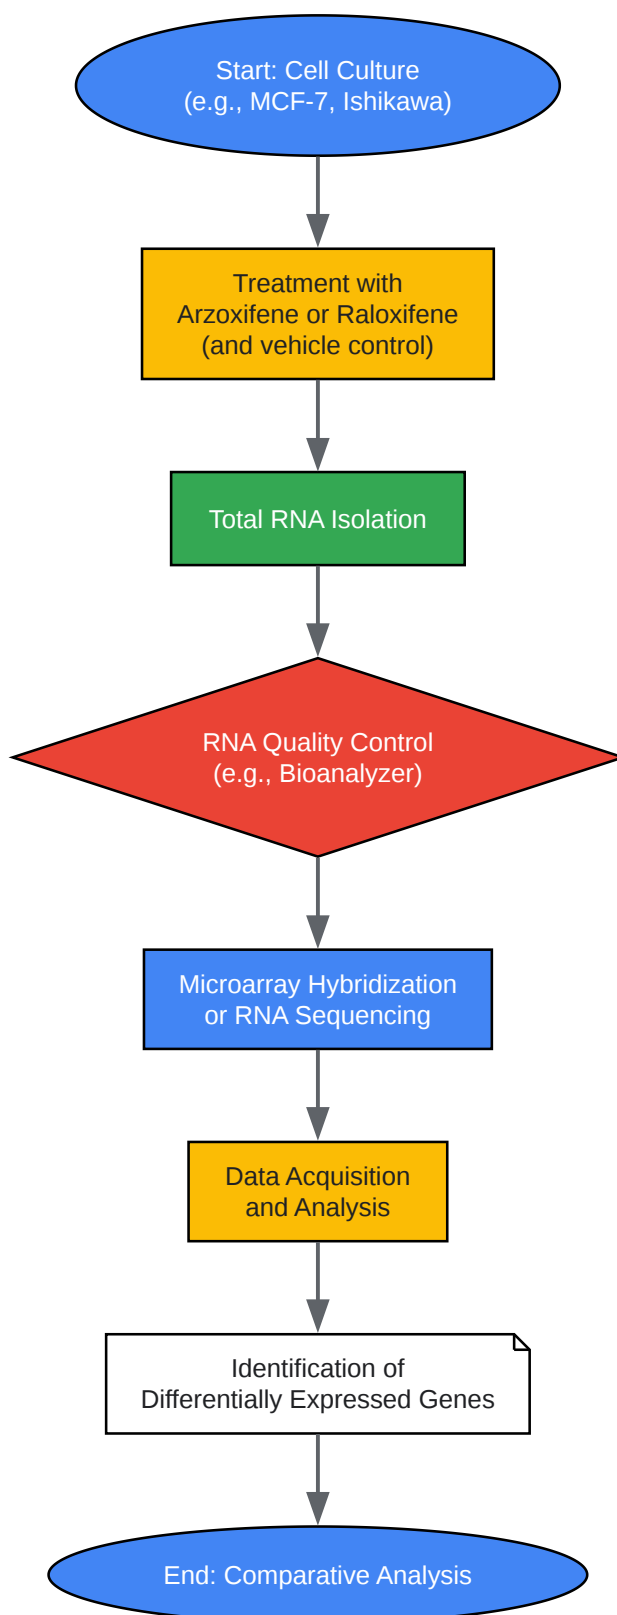 Start: Cell Culture
(e.g., MCF-7, Ishikawa)
Treatment with
Arzoxifene or Raloxifene
(and vehicle control)
Total RNA Isolation
RNA Quality Control
(e.g., Bioanalyzer)
Microarray Hybridization
or RNA Sequencing
Data Acquisition
and Analysis
Identification of
Differentially Expressed Genes
End: Comparative Analysis